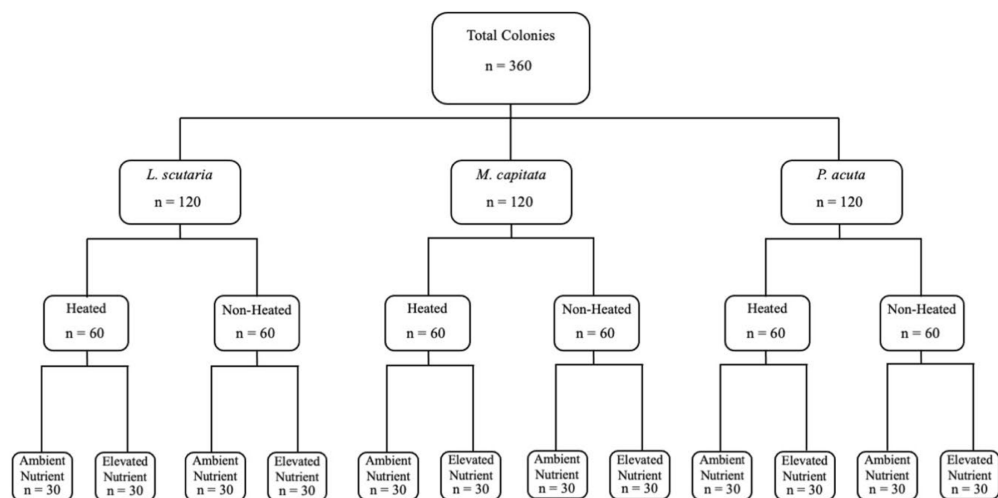 Total Colonies
n = 360
L. scutaria
n = 120
M. capitata
n = 120
P. acuta
n = 120
Heated
n = 60
Non-Heated
n = 60
Heated
n = 60
Non-Heated
n = 60
Heated
n = 60
Non-Heated
n = 60
Ambient
Nutrient
n = 30
Elevated
Nutrient
n = 30
Ambient
Nutrient
n = 30
Elevated
Nutrient
n = 30
Ambient
Nutrient
n = 30
Elevated
Nutrient
n = 30
Ambient
Nutrient
n = 30
Elevated
Nutrient
n = 30
Ambient
Nutrient
n = 30
Elevated
Nutrient
n = 30
Ambient
Nutrient
n = 30
Elevated
Nutrient
n = 30